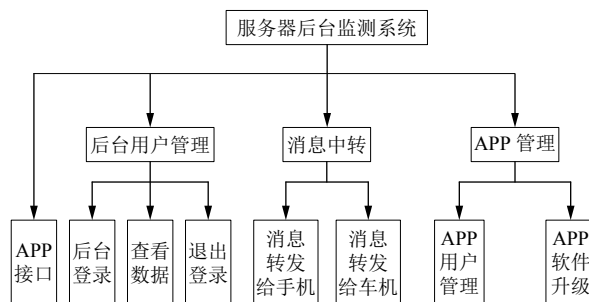 服务器后台监测系统
后台用户管理
消息中转
APP 管理
APP
接口
后台
登录
查看
数据
退出
登录
消息
转发
给手机
消息
转发
给车机
APP
用户
管理
APP
软件
升级